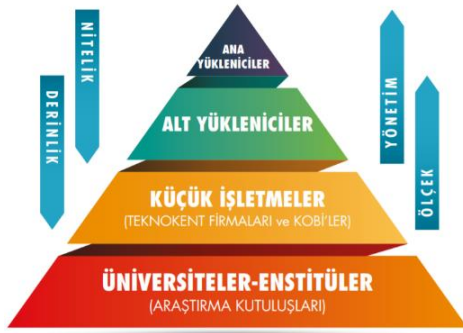 NİTELİK
DERİNLİK
ANA
YÜKLENİCİLER
ALT YÜKLENİCİLER
KÜÇÜK İŞLETMELER
(TEKNOKENT FİRMALARI ve KOBİ'LER)
ÜNİVERSİTELER-ENSTİTÜLER
(ARAŞTIRMA KUTULUŞLARI)
YÖNETİM
ÖLÇEK